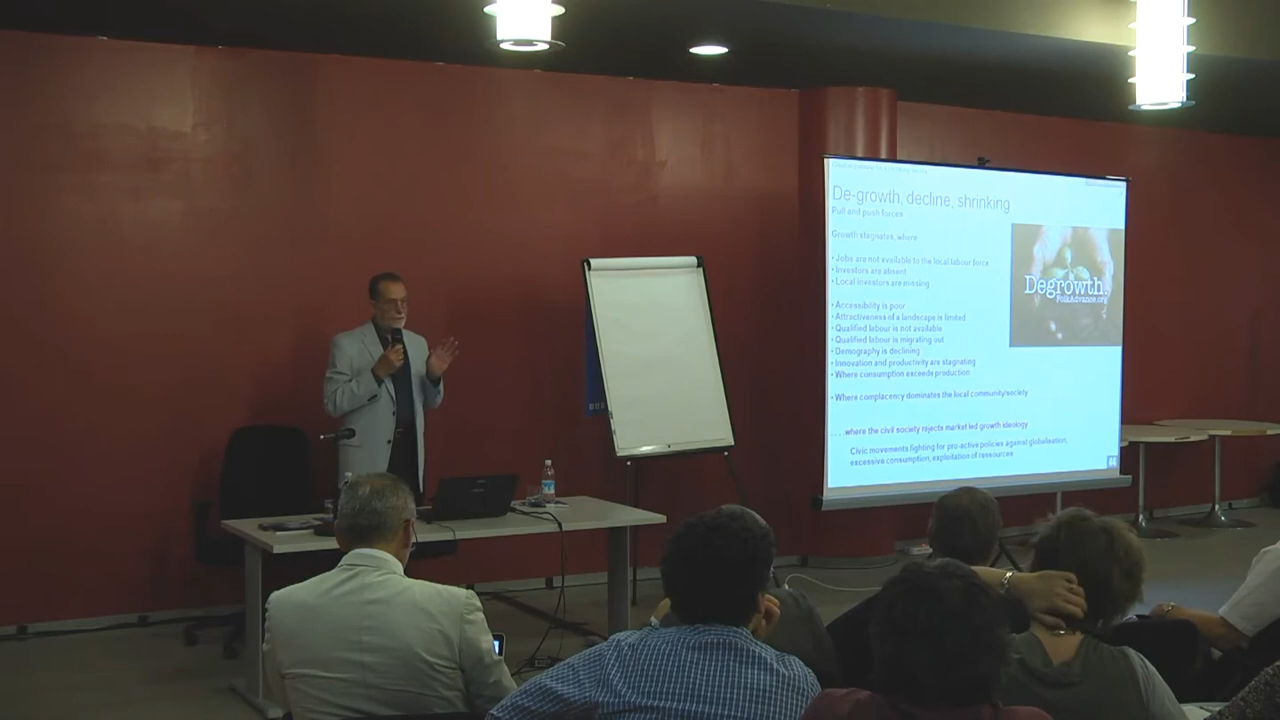 De-growth, decline, shrinking
Pull and push forces
Growth stagnates, where
• Jobs are not available to the local labour force
• Investors are absent
• Local investors are missing
• Accessibility is poor
• Attractiveness of a landscape is limited
• Qualified labour is not available
• Qualified labour is migrating out
• Demography is declining
• Innovation and productivity are stagnating
• Where consumption exceeds production
• Where complacency dominates the local community/society
. . . .where the civil society rejects market led growth ideology
Civic movements fighting for pro-active policies against globalisation,
excessive consumption, exploitation of ressources
Degrowth.
FolkAdvance.org